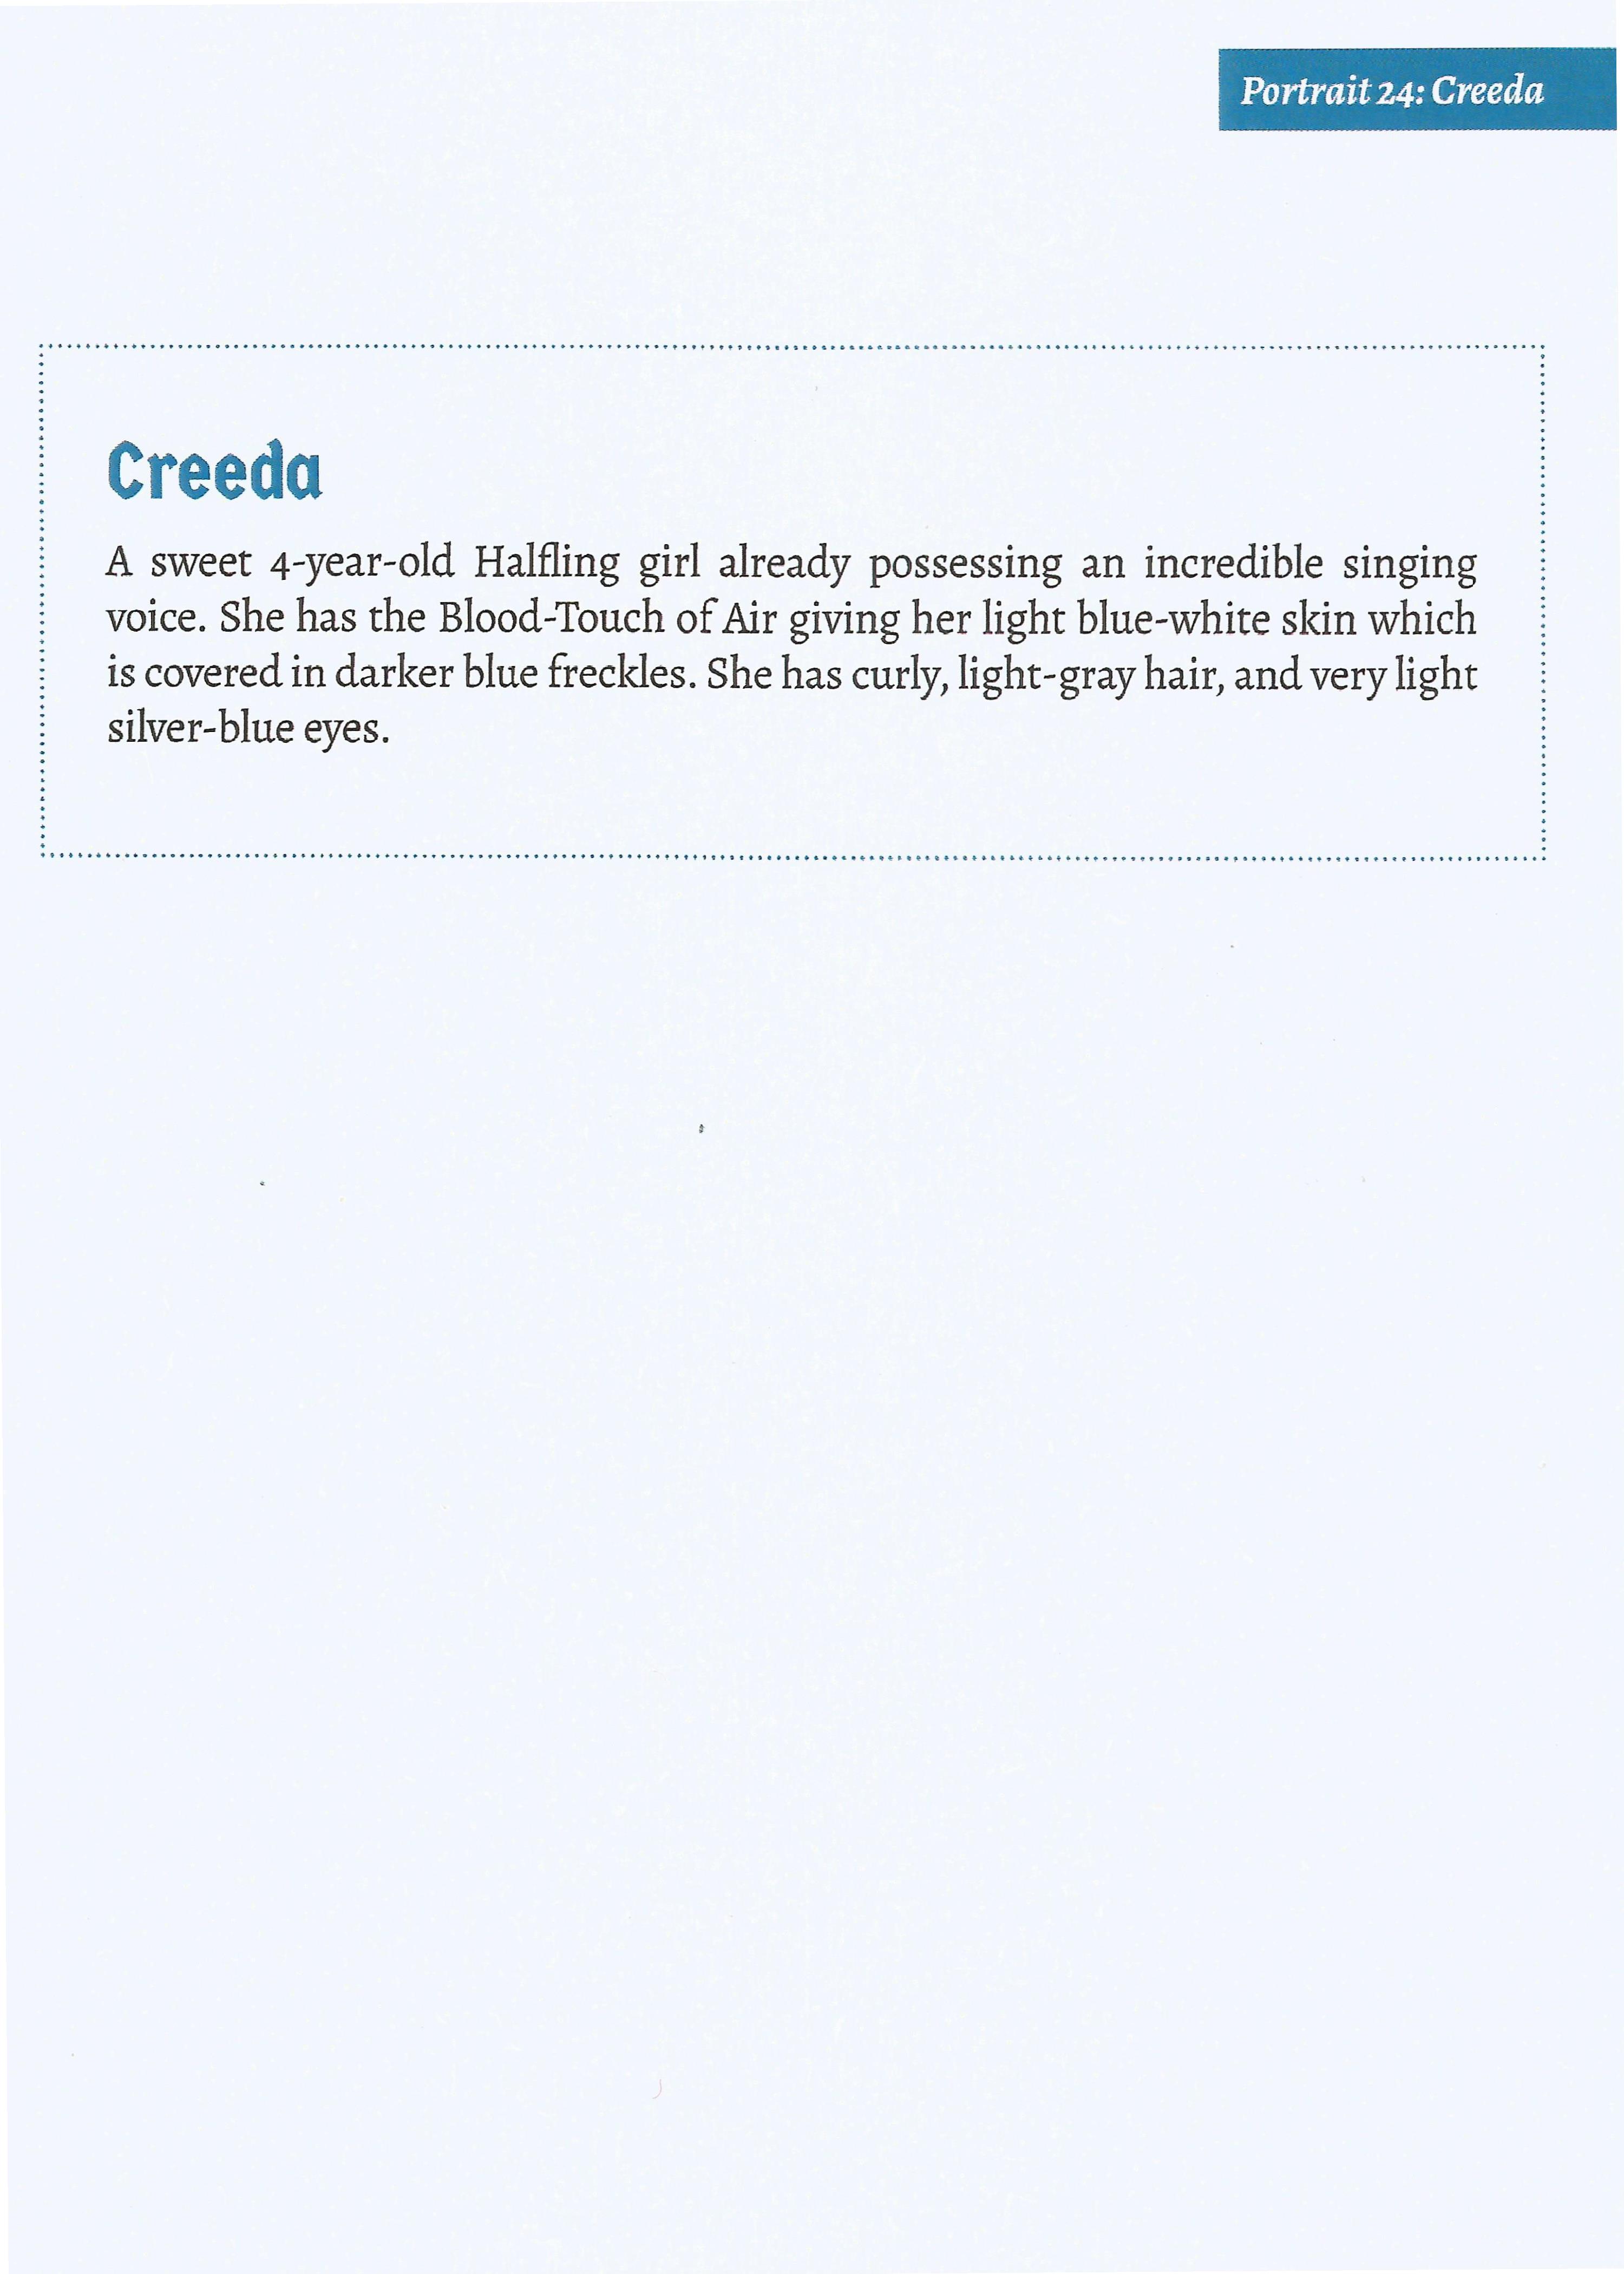 Portrait 24: Creeda
Creeda
A sweet 4-year-old Halfling girl already possessing an incredible singing
voice. She has the Blood-Touch of Air giving her light blue-white skin which
is covered in darker blue freckles. She has curly, light-gray hair, and very light
silver-blue eyes.